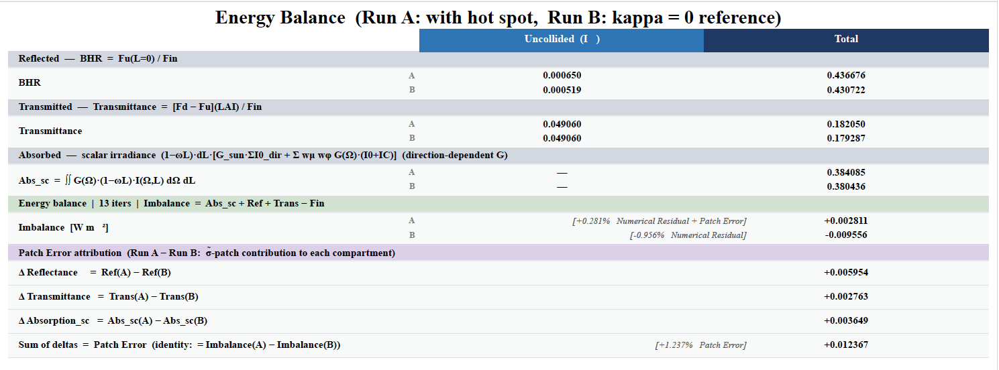 Energy Balance (Run A: with hot spot, Run B: kappa = 0 reference)
Uncollided (I ) Total
Reflected — BHR = Fu(L=0) / Fin
BHR
A 0.000650 0.436676
B 0.000519 0.430722
Transmitted — Transmittance = [Fd − Fu](LAI) / Fin
Transmittance
A 0.049060 0.182050
B 0.049060 0.179287
Absorbed — scalar irradiance (1−ωL)·dL·[G_sun·ΣI0_dir + Σ wμ wφ G(Ω)·(I0+IC)] (direction-dependent G)
Abs_sc = ∬ G(Ω)·(1−ωL)·I(Ω,L) dΩ dL
A — 0.384085
B — 0.380436
Energy balance | 13 iters | Imbalance = Abs_sc + Ref + Trans − Fin
Imbalance [W m ²]
A [+0.281% Numerical Residual + Patch Error] +0.002811
B [-0.956% Numerical Residual] -0.009556
Patch Error attribution (Run A − Run B: σ̃-patch contribution to each compartment)
Δ Reflectance = Ref(A) − Ref(B) +0.005954
Δ Transmittance = Trans(A) − Trans(B) +0.002763
Δ Absorption_sc = Abs_sc(A) − Abs_sc(B) +0.003649
Sum of deltas = Patch Error (identity: = Imbalance(A) − Imbalance(B)) [+1.237% Patch Error] +0.012367